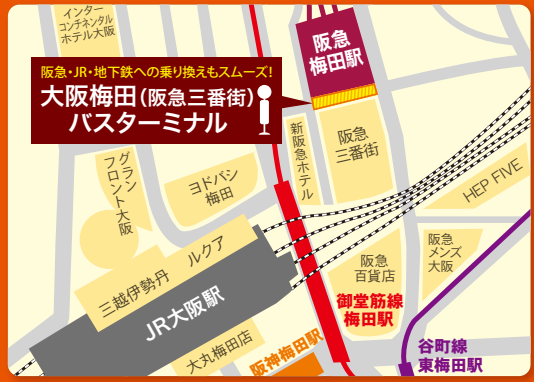 インター
コンチネンタル
ホテル大阪
阪急
梅田駅
阪急・JR・地下鉄への乗り換えもスムーズ!
大阪梅田(阪急三番街)
バスターミナル
新阪急ホテル
阪急
三番街
グラン
フロント大阪
ヨドバシ
梅田
HEP FIVE
三越伊勢丹
ルクア
阪急
百貨店
阪急
メンズ
大阪
JR大阪駅
御堂筋線
梅田駅
大丸梅田店
阪神梅田駅
谷町線
東梅田駅